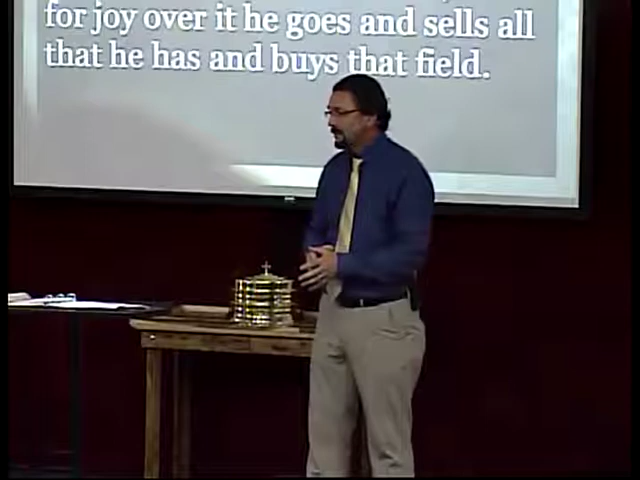 for joy over it he goes and sells all
that he has and buys that field.